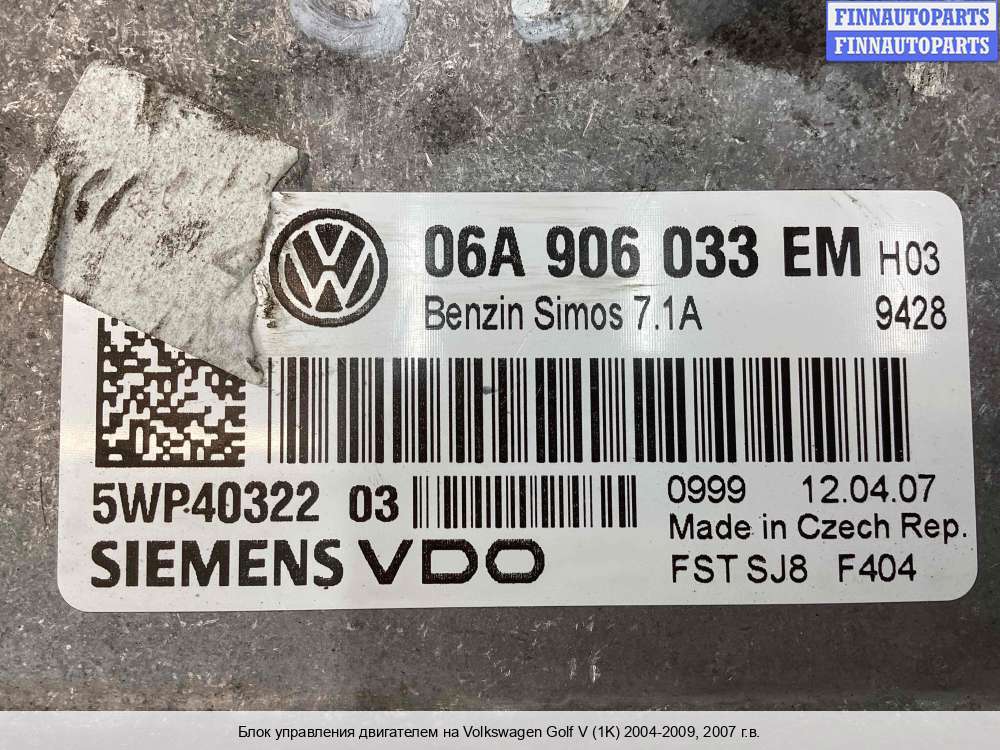 FINNAUTOPARTS
FINNAUTOPARTS
06A 906 033 EM H03
Benzin Simos 7.1A 9428
5WP40322 03 0999 12.04.07
Made in Czech Rep.
SIEMENS VDO FST SJ8 F404
Блок управления двигателем на Volkswagen Golf V (1K) 2004-2009, 2007 г.в.